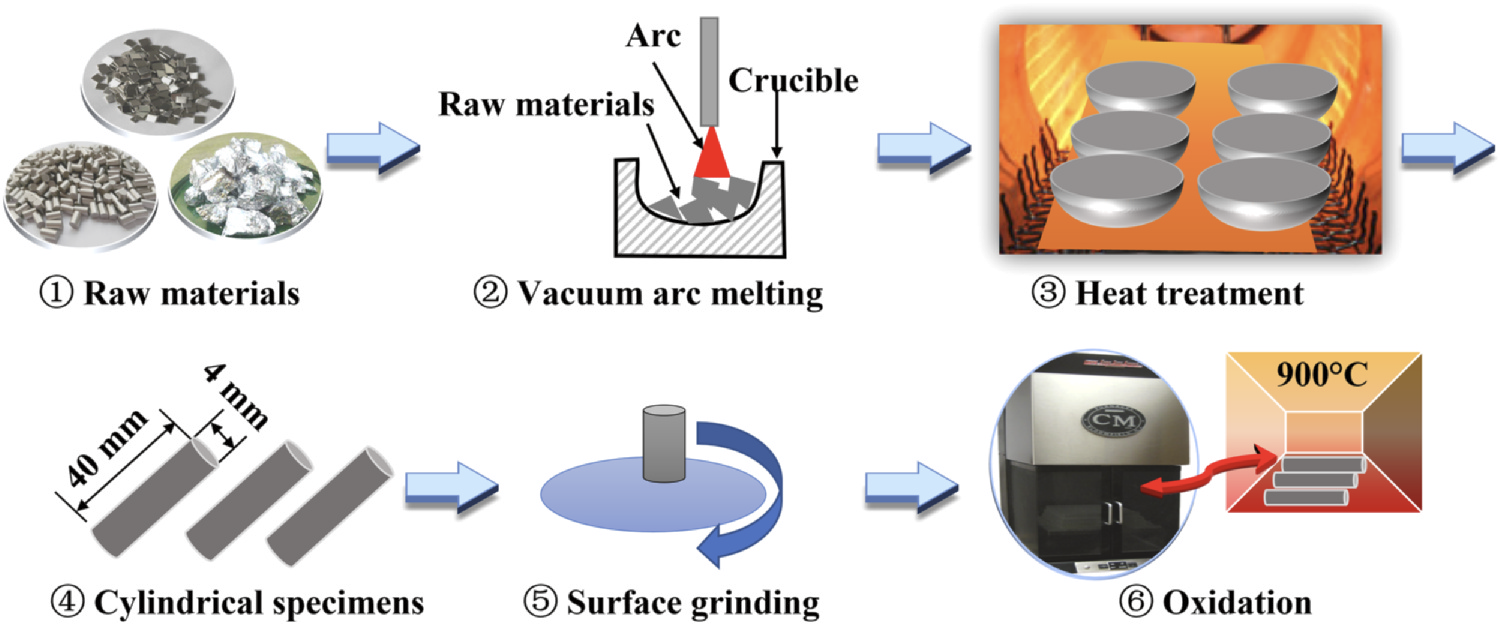 Arc
Crucible
Raw materials
① Raw materials
② Vacuum arc melting
③ Heat treatment
4 mm
40 mm
CM
900°C
④ Cylindrical specimens
⑤ Surface grinding
⑥ Oxidation